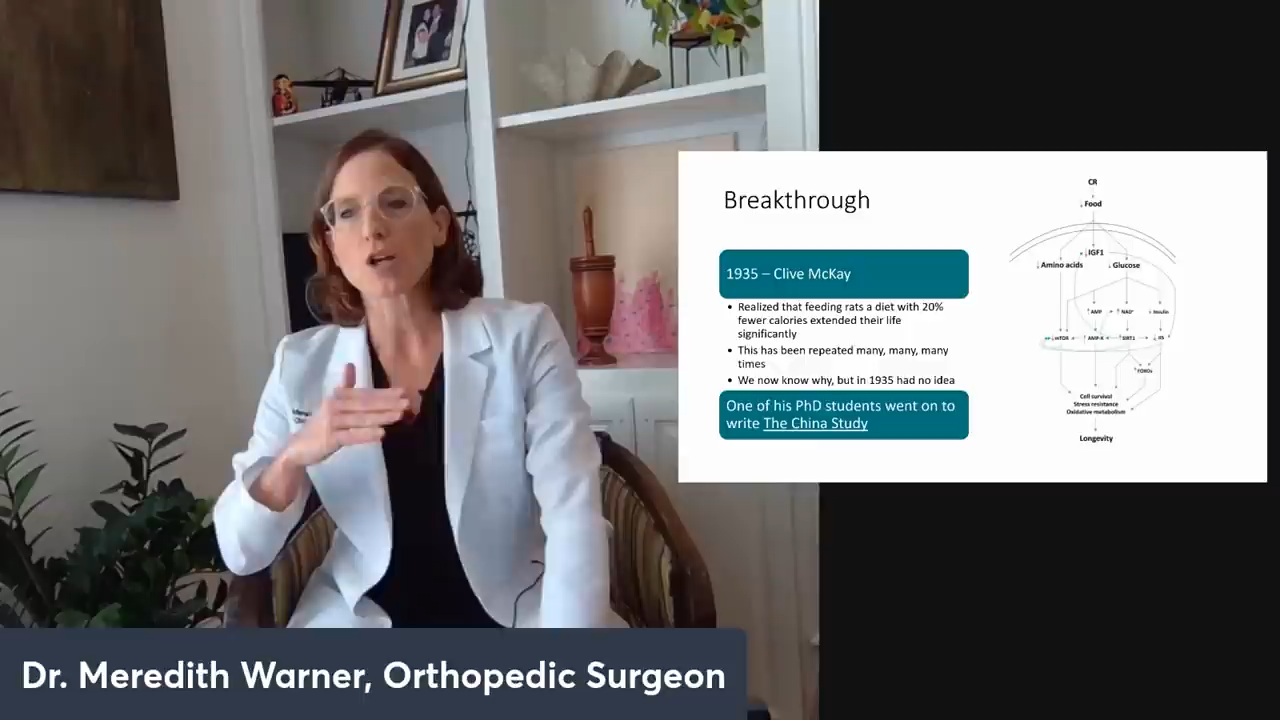 Breakthrough
1935 – Clive McKay
• Realized that feeding rats a diet with 20%
fewer calories extended their life
significantly
• This has been repeated many, many, many
times
• We now know why, but in 1935 had no idea
One of his PhD students went on to
write The China Study
CR
↓ Food
↓ IGF1
↓ Amino acids
↓ Glucose
↑ AMP
↑ NAD⁺
↓ Insulin
↓ mTOR
↑ AMP-K
↑ SIRT1
↑ FOXOs
Cell survival
Stress resistance
Oxidative metabolism
Longevity
Dr. Meredith Warner, Orthopedic Surgeon